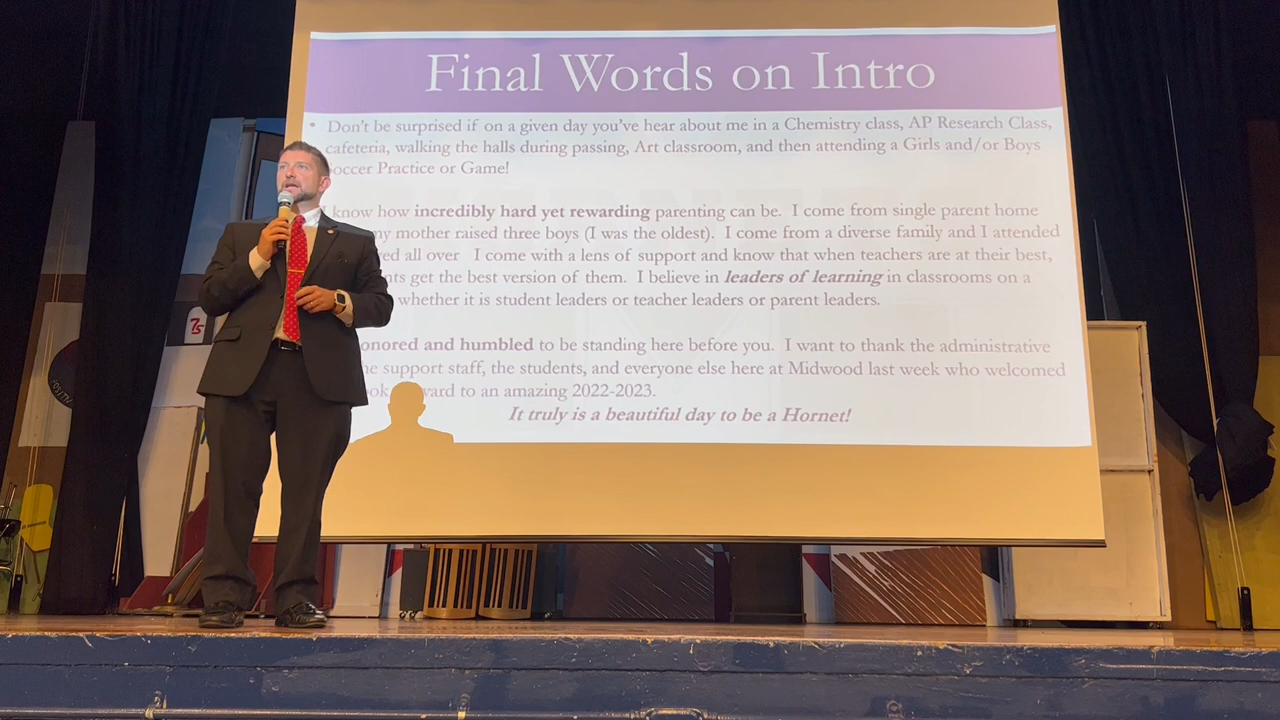 Final Words on Intro
• Don't be surprised if on a given day you've hear about me in a Chemistry class, AP Research Class,
cafeteria, walking the halls during passing, Art classroom, and then attending a Girls and/or Boys
occer Practice or Game!
know how incredibly hard yet rewarding parenting can be. I come from single parent home
my mother raised three boys (I was the oldest). I come from a diverse family and I attended
ed all over I come with a lens of support and know that when teachers are at their best,
nts get the best version of them. I believe in leaders of learning in classrooms on a
whether it is student leaders or teacher leaders or parent leaders.
onored and humbled to be standing here before you. I want to thank the administrative
he support staff, the students, and everyone else here at Midwood last week who welcomed
ook ward to an amazing 2022-2023.
It truly is a beautiful day to be a Hornet!